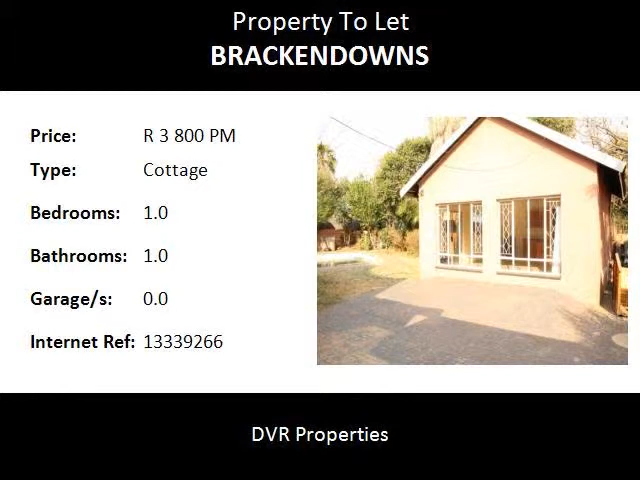 Property To Let
BRACKENDOWNS
Price: R 3 800 PM
Type: Cottage
Bedrooms: 1.0
Bathrooms: 1.0
Garage/s: 0.0
Internet Ref: 13339266
DVR Properties